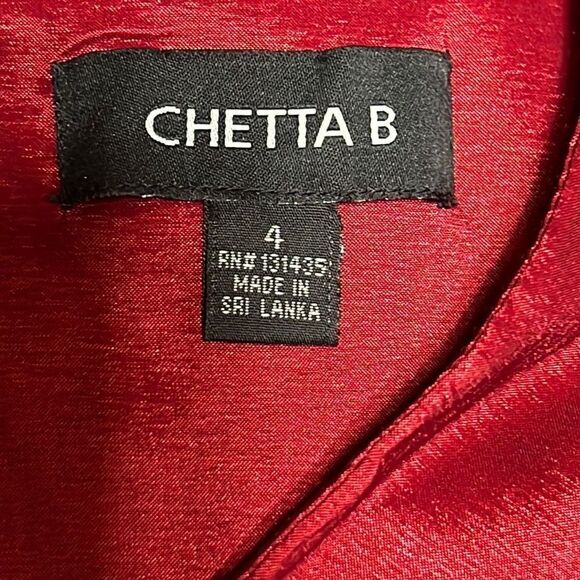 CHETTA B
4
RN# 131435
MADE IN
SRI LANKA